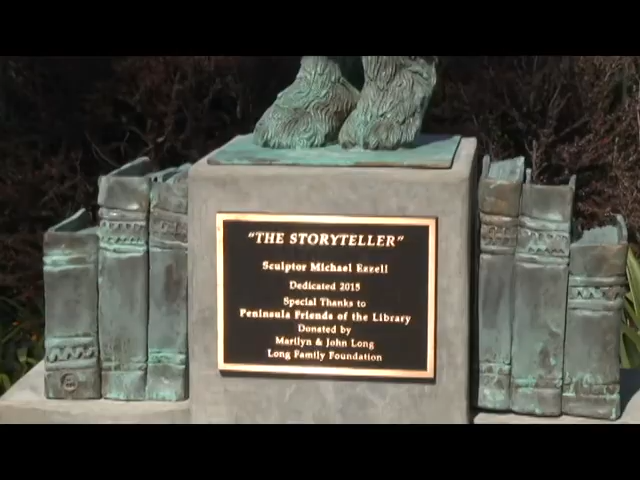 "THE STORYTELLER"
Sculptor Michael Ezzell
Dedicated 2015
Special Thanks to
Peninsula Friends of the Library
Donated by
Marilyn & John Long
Long Family Foundation